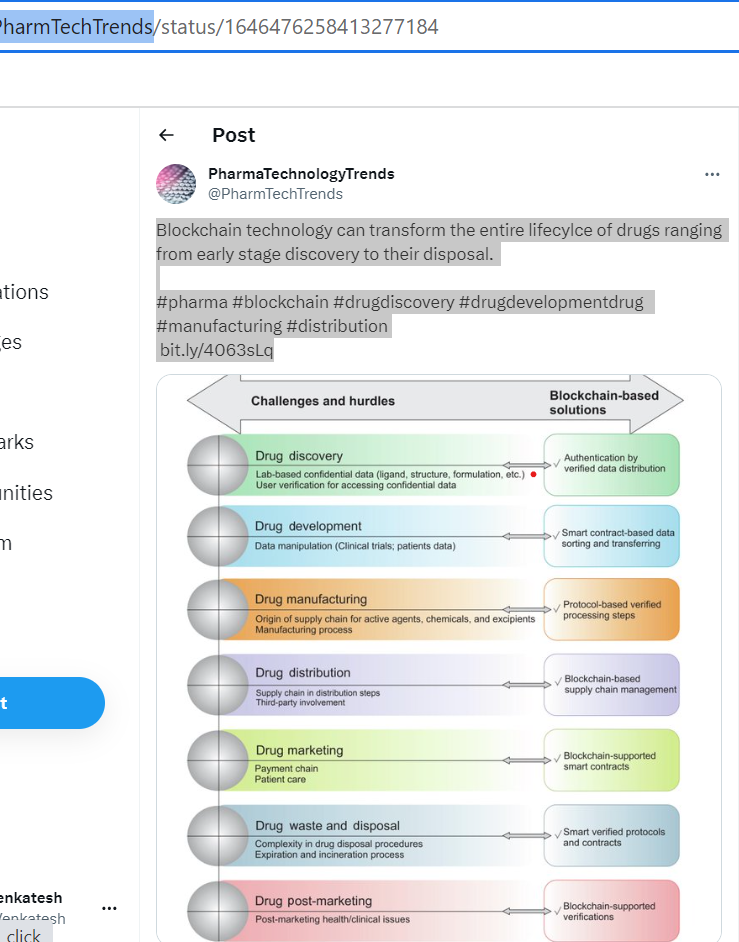 PharmTechTrends/status/1646476258413277184
Post
PharmaTechnologyTrends
@PharmTechTrends
Blockchain technology can transform the entire lifecylce of drugs ranging
from early stage discovery to their disposal.
#pharma #blockchain #drugdiscovery #drugdevelopmentdrug
#manufacturing #distribution
bit.ly/4063sLq
Challenges and hurdles
Blockchain-based
solutions
Drug discovery
Lab-based confidential data (ligand, structure, formulation, etc.)
User verification for accessing confidential data
✓ Authentication by
verified data distribution
Drug development
Data manipulation (Clinical trials; patients data)
✓ Smart contract-based data
sorting and transferring
Drug manufacturing
Origin of supply chain for active agents, chemicals, and excipients
Manufacturing process
✓ Protocol-based verified
processing steps
Drug distribution
Supply chain in distribution steps
Third-party involvement
✓ Blockchain-based
supply chain management
Drug marketing
Payment chain
Patient care
✓ Blockchain-supported
smart contracts
Drug waste and disposal
Complexity in drug disposal procedures
Expiration and incineration process
✓ Smart verified protocols
and contracts
Drug post-marketing
Post-marketing health/clinical issues
✓ Blockchain-supported
verifications
ations
ges
arks
unities
m
t
enkatesh
enkatesh
click